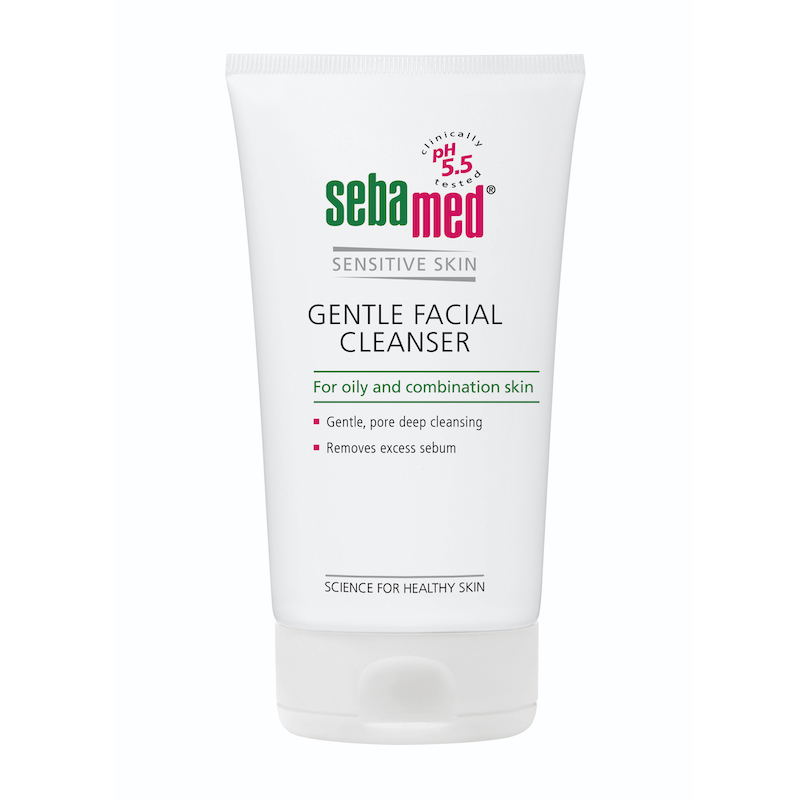 clinically
pH
5.5
tested
sebamed®
SENSITIVE SKIN
GENTLE FACIAL
CLEANSER
For oily and combination skin
Gentle, pore deep cleansing
Removes excess sebum
SCIENCE FOR HEALTHY SKIN